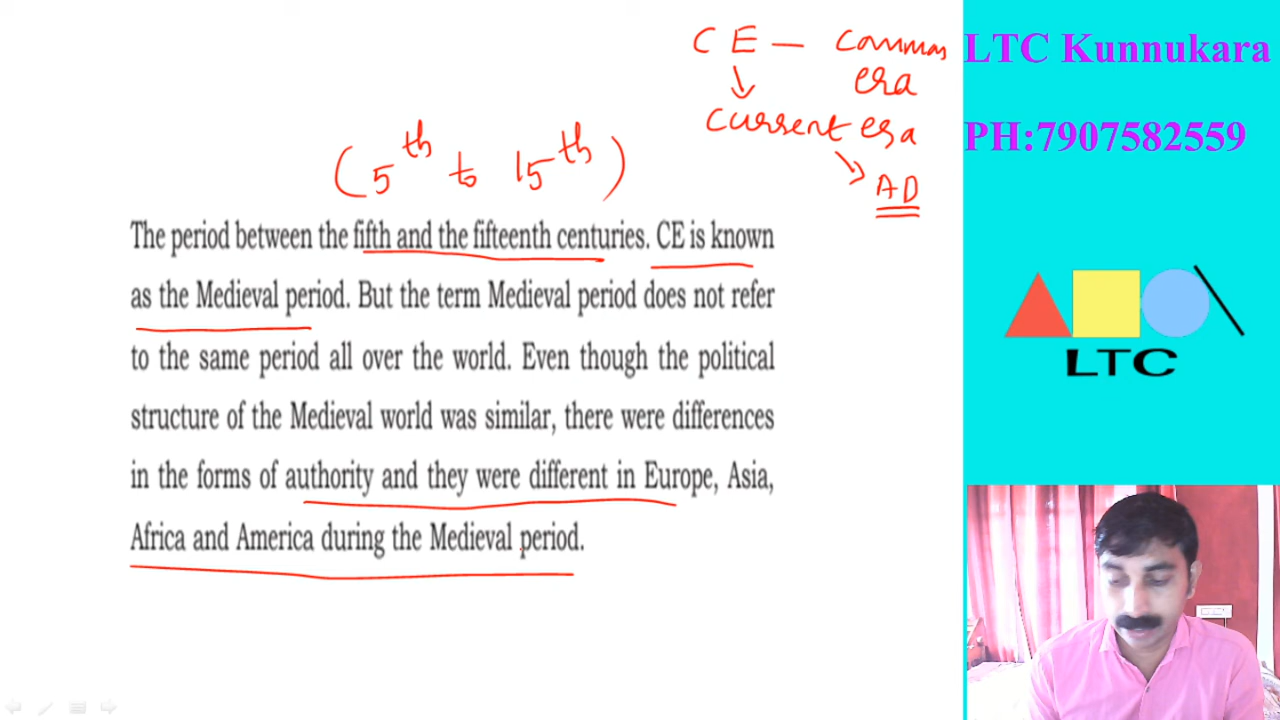 CE – common
era
Current era
AD
(5th to 15th)
The period between the fifth and the fifteenth centuries. CE is known
as the Medieval period. But the term Medieval period does not refer
to the same period all over the world. Even though the political
structure of the Medieval world was similar, there were differences
in the forms of authority and they were different in Europe, Asia,
Africa and America during the Medieval period.
LTC Kunnukara
PH:7907582559
LTC